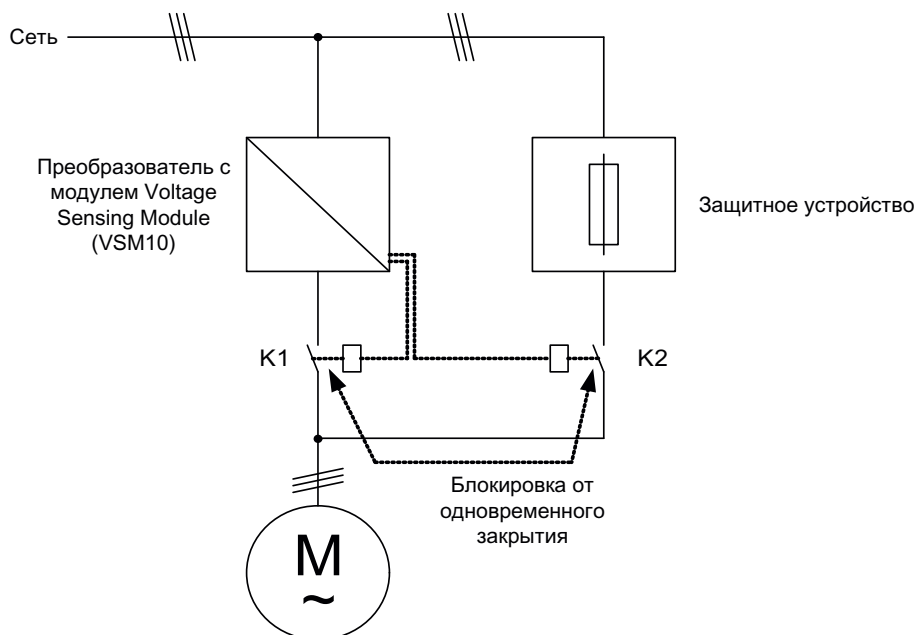 Сеть
Преобразователь с
модулем Voltage
Sensing Module
(VSM10)
Защитное устройство
K1
K2
Блокировка от
одновременного
закрытия
M
~